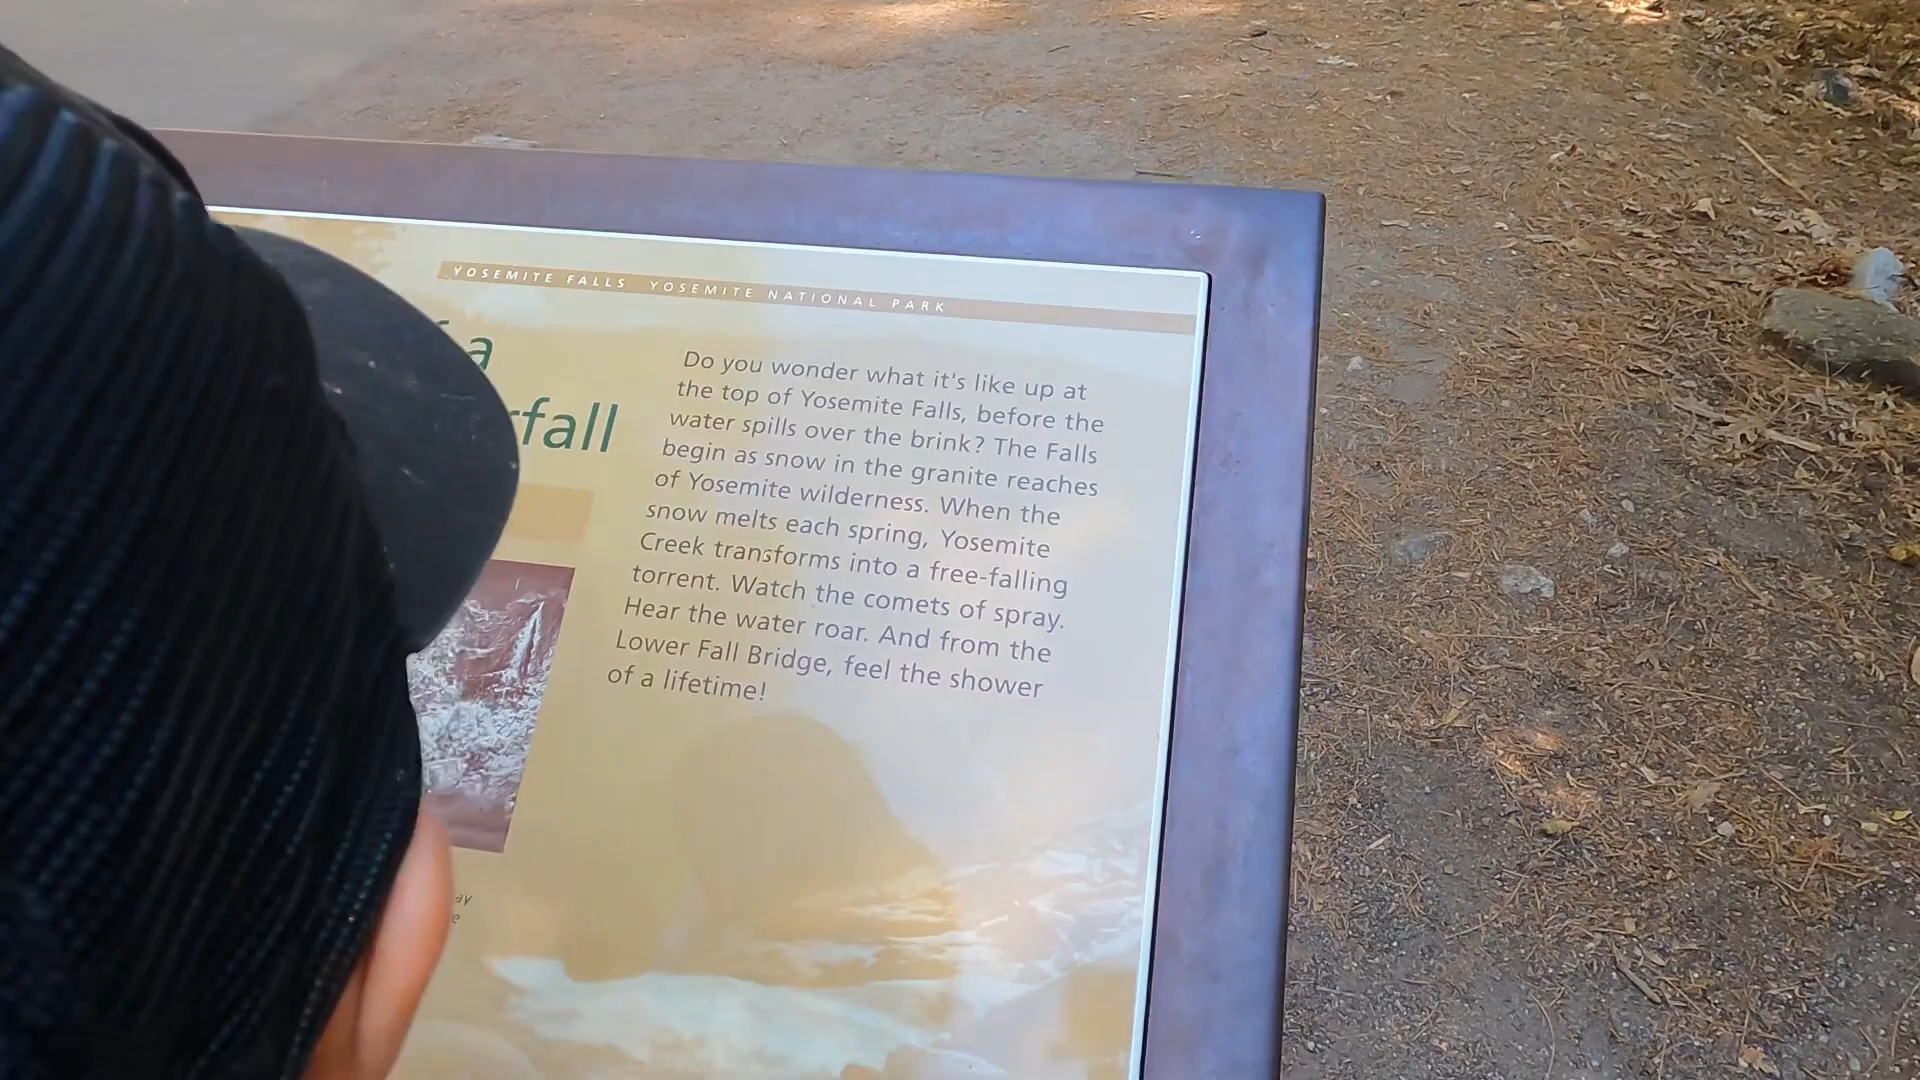 YOSEMITE FALLS YOSEMITE NATIONAL PARK
a
fall
Do you wonder what it's like up at
the top of Yosemite Falls, before the
water spills over the brink? The Falls
begin as snow in the granite reaches
of Yosemite wilderness. When the
snow melts each spring, Yosemite
Creek transforms into a free-falling
torrent. Watch the comets of spray.
Hear the water roar. And from the
Lower Fall Bridge, feel the shower
of a lifetime!
ay
e